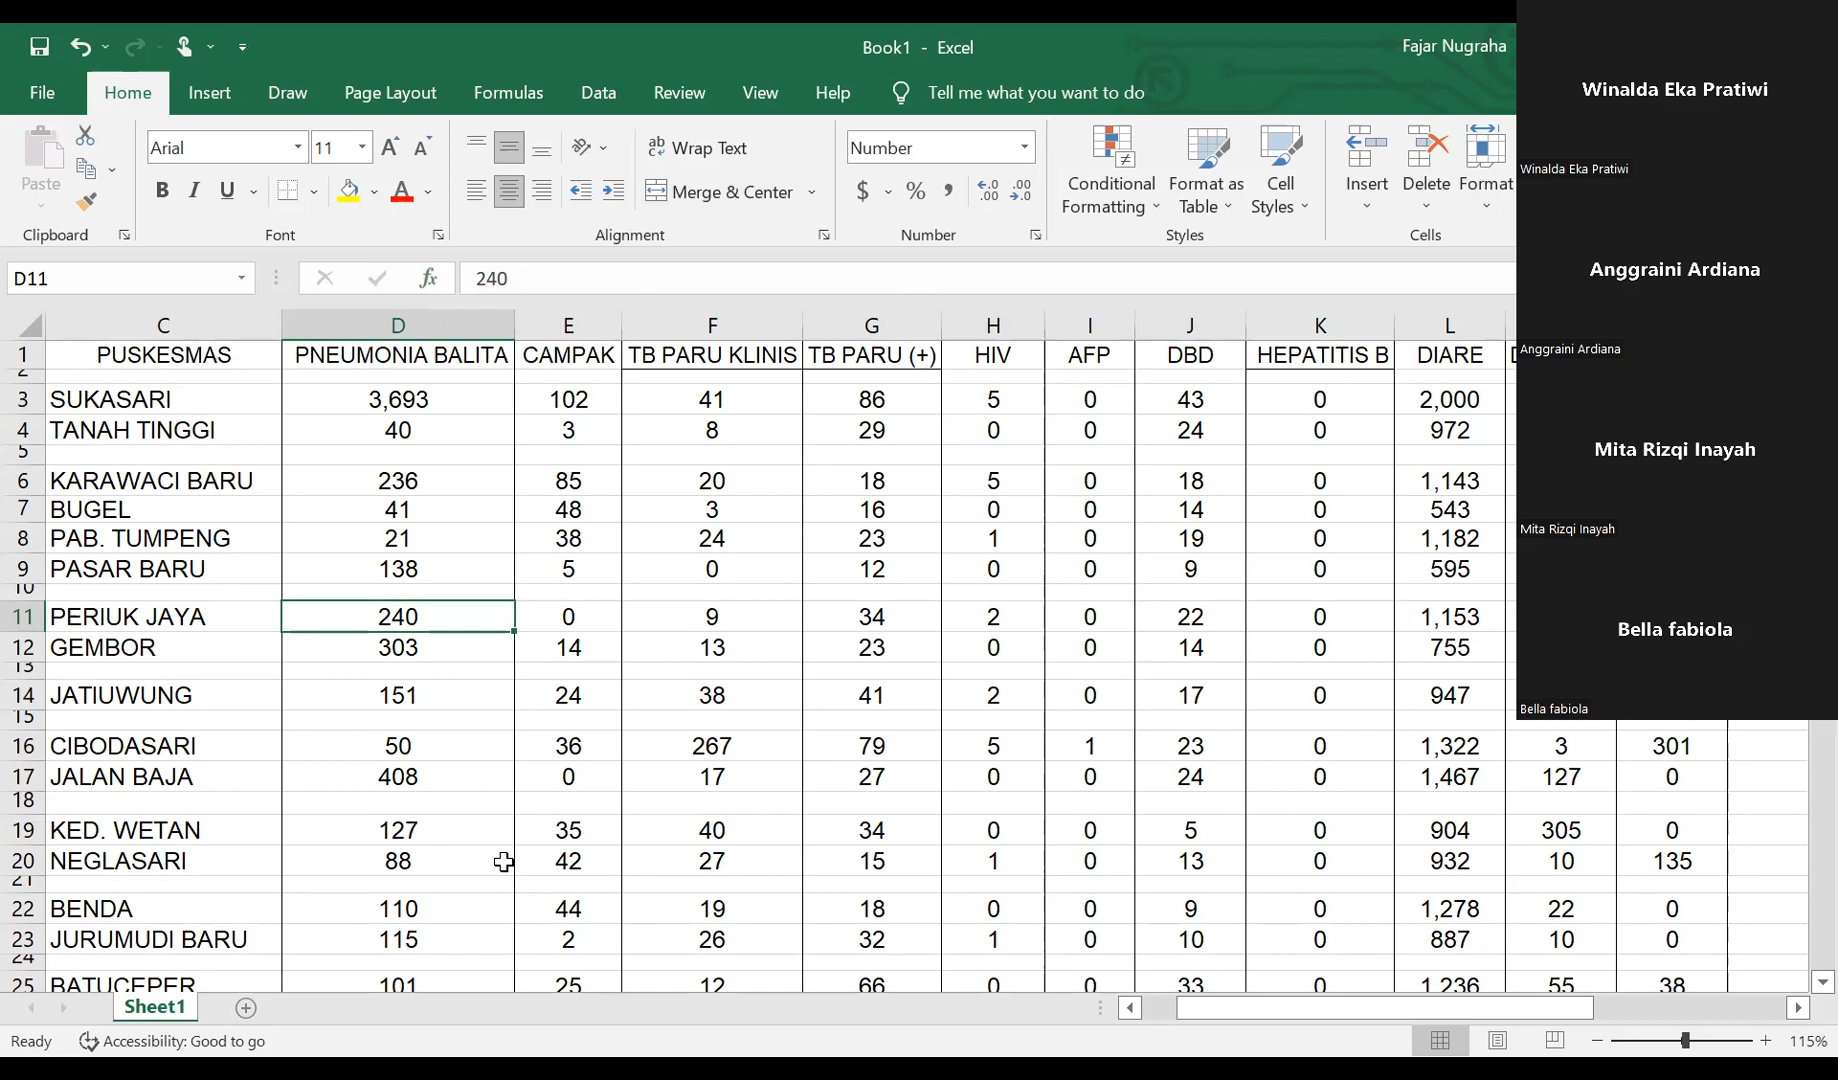 Book1 - Excel
Fajar Nugraha
File Home Insert Draw Page Layout Formulas Data Review View Help Tell me what you want to do
Paste
Arial 11
B I U
Wrap Text
Merge & Center
Number
$ % ,
Conditional Formatting
Format as Table
Cell Styles
Insert Delete Format
Clipboard Font Alignment Number Styles Cells
D11 fx 240
C D E F G H I J K L
1 PUSKESMAS PNEUMONIA BALITA CAMPAK TB PARU KLINIS TB PARU (+) HIV AFP DBD HEPATITIS B DIARE
2
3 SUKASARI 3,693 102 41 86 5 0 43 0 2,000
4 TANAH TINGGI 40 3 8 29 0 0 24 0 972
5
6 KARAWACI BARU 236 85 20 18 5 0 18 0 1,143
7 BUGEL 41 48 3 16 0 0 14 0 543
8 PAB. TUMPENG 21 38 24 23 1 0 19 0 1,182
9 PASAR BARU 138 5 0 12 0 0 9 0 595
10
11 PERIUK JAYA 240 0 9 34 2 0 22 0 1,153
12 GEMBOR 303 14 13 23 0 0 14 0 755
13
14 JATIUWUNG 151 24 38 41 2 0 17 0 947
15
16 CIBODASARI 50 36 267 79 5 1 23 0 1,322 3 301
17 JALAN BAJA 408 0 17 27 0 0 24 0 1,467 127 0
18
19 KED. WETAN 127 35 40 34 0 0 5 0 904 305 0
20 NEGLASARI 88 42 27 15 1 0 13 0 932 10 135
21
22 BENDA 110 44 19 18 0 0 9 0 1,278 22 0
23 JURUMUDI BARU 115 2 26 32 1 0 10 0 887 10 0
24
25 BATUCEPER 101 25 12 66 0 0 33 0 1,236 55 38
Sheet1
Ready Accessibility: Good to go
115%
Winalda Eka Pratiwi
Winalda Eka Pratiwi
Anggraini Ardiana
Anggraini Ardiana
Mita Rizqi Inayah
Mita Rizqi Inayah
Bella fabiola
Bella fabiola